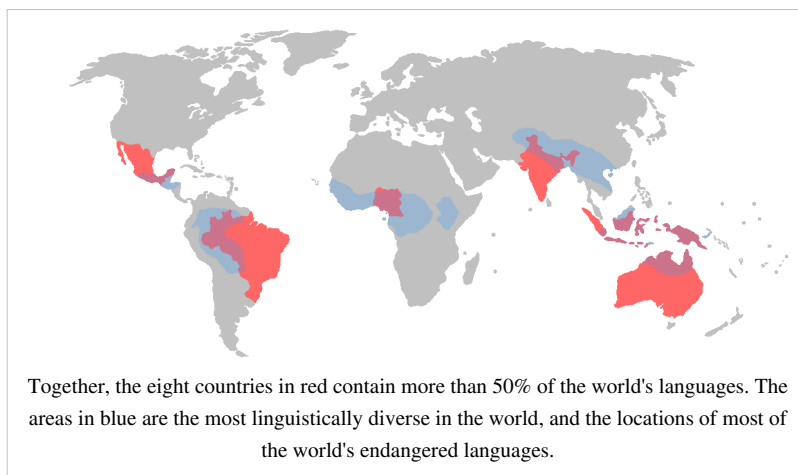 Together, the eight countries in red contain more than 50% of the world's languages. The
areas in blue are the most linguistically diverse in the world, and the locations of most of
the world's endangered languages.